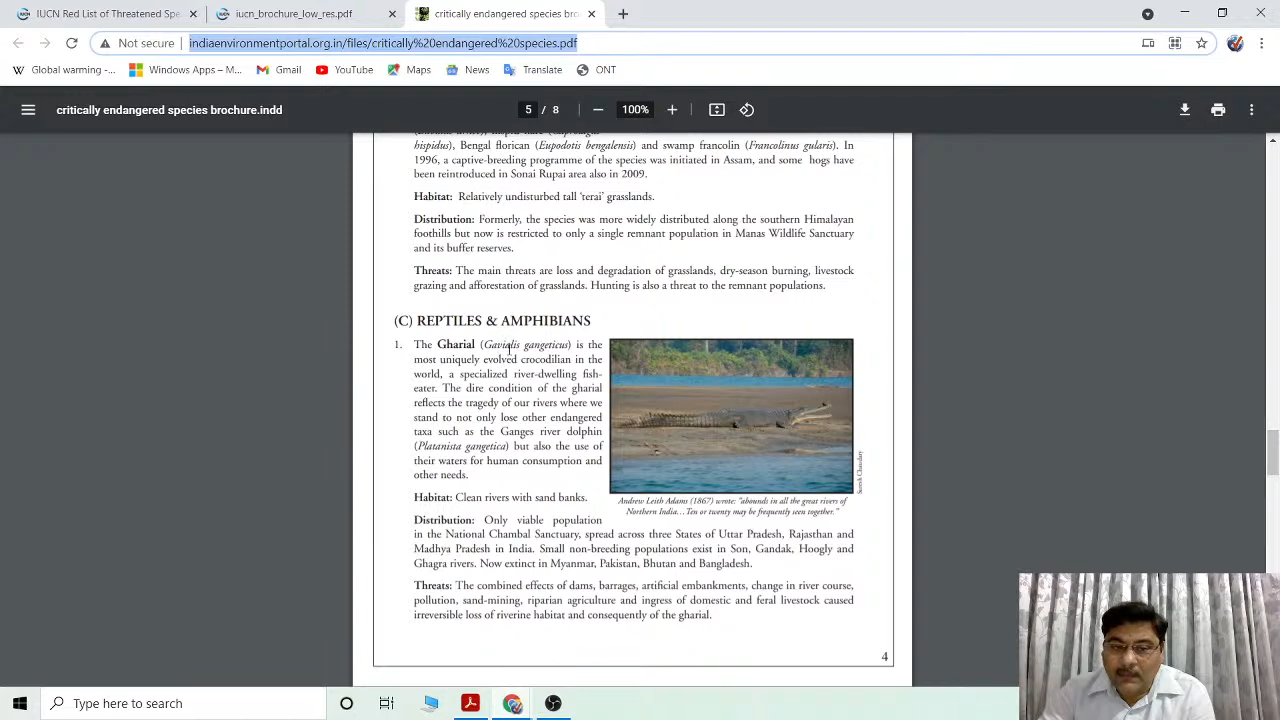 IUCN Red List of Threatened Spec
iucn_brochure_low_res.pdf
critically endangered species bro
Not secure
indiaenvironmentportal.org.in/files/critically%20endangered%20species.pdf
Global warming -...
Windows Apps – M...
Gmail
YouTube
Maps
News
Translate
ONT
critically endangered species brochure.indd
5 / 8
100%
hispidus), Bengal florican (Eupodotis bengalensis) and swamp francolin (Francolinus gularis). In
1996, a captive-breeding programme of the species was initiated in Assam, and some hogs have
been reintroduced in Sonai Rupai area also in 2009.
Habitat: Relatively undisturbed tall ‘terai’ grasslands.
Distribution: Formerly, the species was more widely distributed along the southern Himalayan
foothills but now is restricted to only a single remnant population in Manas Wildlife Sanctuary
and its buffer reserves.
Threats: The main threats are loss and degradation of grasslands, dry-season burning, livestock
grazing and afforestation of grasslands. Hunting is also a threat to the remnant populations.
(C) REPTILES & AMPHIBIANS
1. The Gharial (Gavialis gangeticus) is the
most uniquely evolved crocodilian in the
world, a specialized river-dwelling fish-
eater. The dire condition of the gharial
reflects the tragedy of our rivers where we
stand to not only lose other endangered
taxa such as the Ganges river dolphin
(Platanista gangetica) but also the use of
their waters for human consumption and
other needs.
Habitat: Clean rivers with sand banks.
Andrew Leith Adams (1867) wrote: "abounds in all the great rivers of
Northern India... Ten or twenty may be frequently seen together."
Distribution: Only viable population
in the National Chambal Sanctuary, spread across three States of Uttar Pradesh, Rajasthan and
Madhya Pradesh in India. Small non-breeding populations exist in Son, Gandak, Hoogly and
Ghagra rivers. Now extinct in Myanmar, Pakistan, Bhutan and Bangladesh.
Threats: The combined effects of dams, barrages, artificial embankments, change in river course,
pollution, sand-mining, riparian agriculture and ingress of domestic and feral livestock caused
irreversible loss of riverine habitat and consequently of the gharial.
4
Type here to search